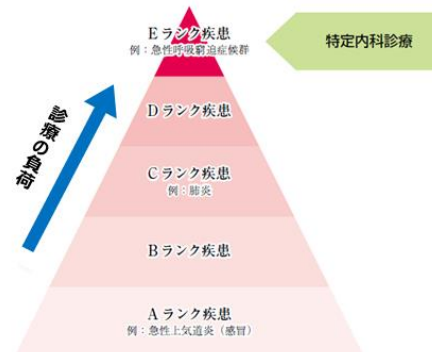 Eランク疾患
例：急性呼吸窮迫症候群
特定内科診療
診療の負荷
Dランク疾患
Cランク疾患
例：肺炎
Bランク疾患
Aランク疾患
例：急性上気道炎（感冒）